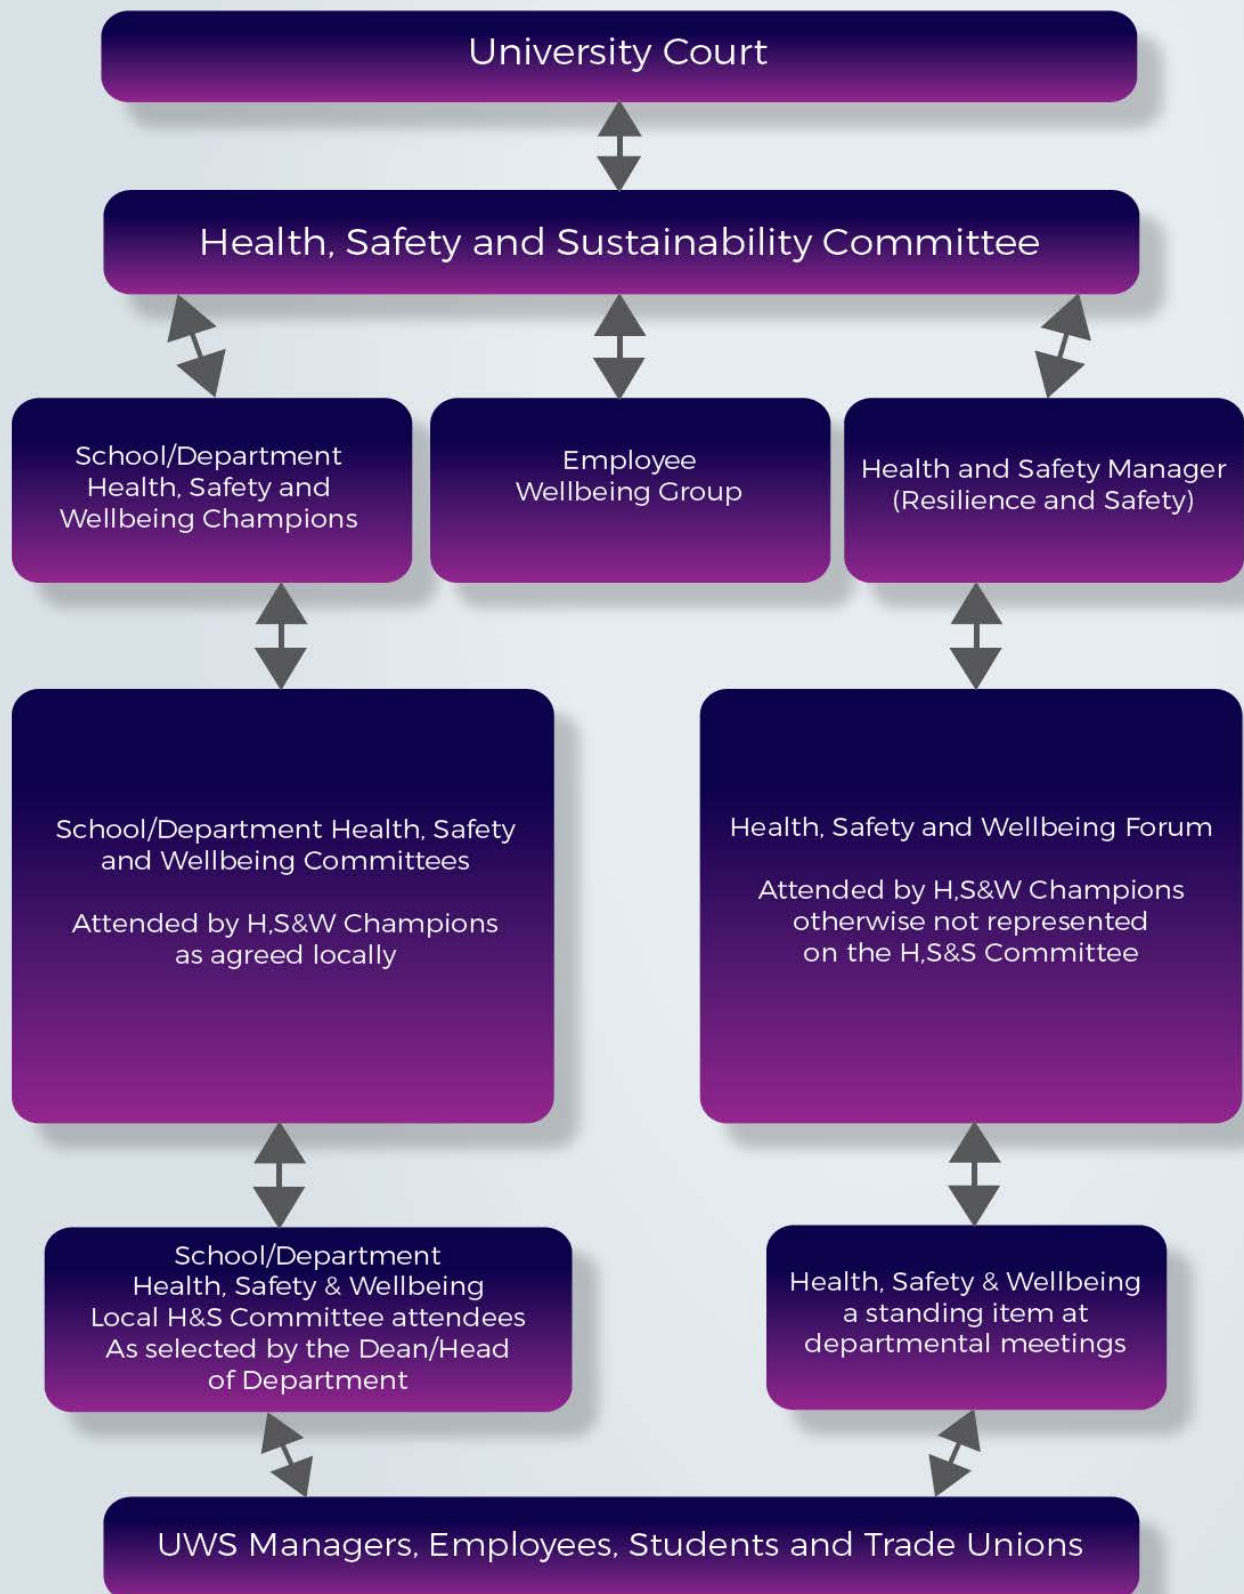 University Court
Health, Safety and Sustainability Committee
School/Department
Health, Safety and
Wellbeing Champions
Employee
Wellbeing Group
Health and Safety Manager
(Resilience and Safety)
School/Department Health, Safety
and Wellbeing Committees
Attended by H,S&W Champions
as agreed locally
Health, Safety and Wellbeing Forum
Attended by H,S&W Champions
otherwise not represented
on the H,S&S Committee
School/Department
Health, Safety & Wellbeing
Local H&S Committee attendees
As selected by the Dean/Head
of Department
Health, Safety & Wellbeing
a standing item at
departmental meetings
UWS Managers, Employees, Students and Trade Unions